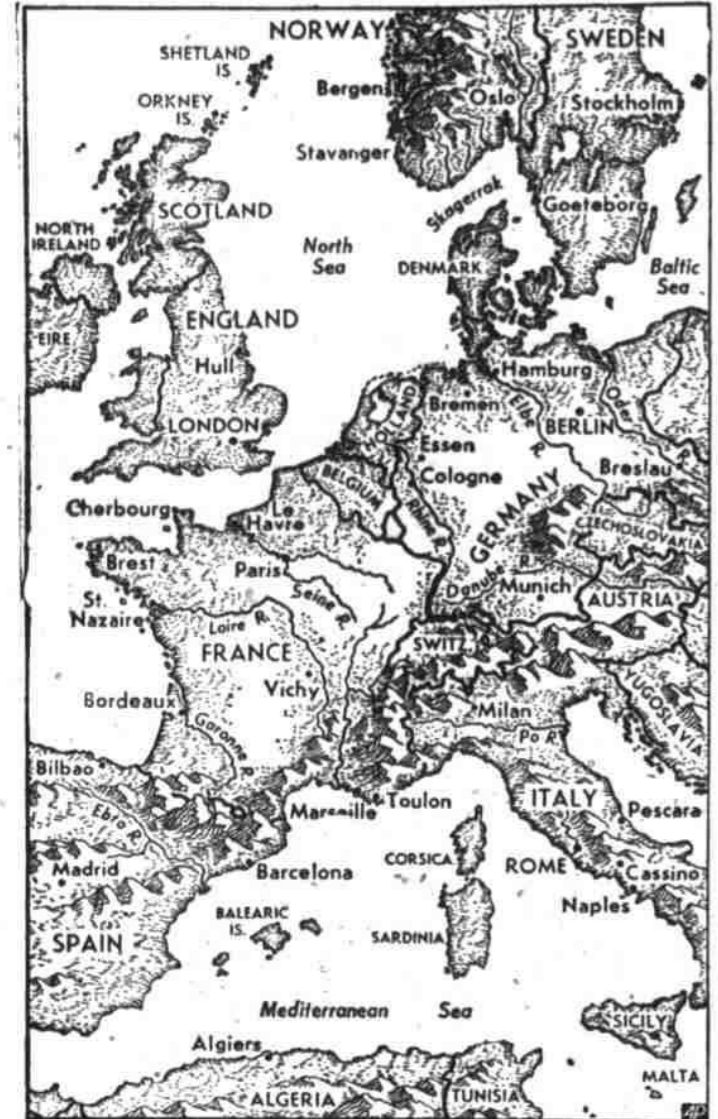 NORWAY
SWEDEN
SHETLAND
IS.
Bergen
Oslo
Stockholm
ORKNEY
IS.
Stavanger
SCOTLAND
Skagerrak
Goeteborg
NORTH
IRELAND
North
Sea
DENMARK
Baltic
Sea
ENGLAND
EIRE
Hull
Hamburg
HOLLAND
Bremen
Elbe R.
BERLIN
Oder R.
LONDON
Essen
Cologne
Breslau
BELGIUM
Rhine R.
GERMANY
Cherbourg
Le
Havre
CZECHOSLOVAKIA
Brest
Paris
Seine R.
Danube R.
Munich
AUSTRIA
St.
Nazaire
Loire R.
FRANCE
SWITZ.
Vichy
YUGOSLAVIA
Bordeaux
Milan
Garonne R.
Po R.
Bilbao
ITALY
Pescara
Ebro R.
Marseille
Toulon
Madrid
Barcelona
CORSICA
ROME
Cassino
Naples
BALEARIC
IS.
SPAIN
SARDINIA
Mediterranean Sea
SICILY
Algiers
MALTA
ALGERIA
TUNISIA